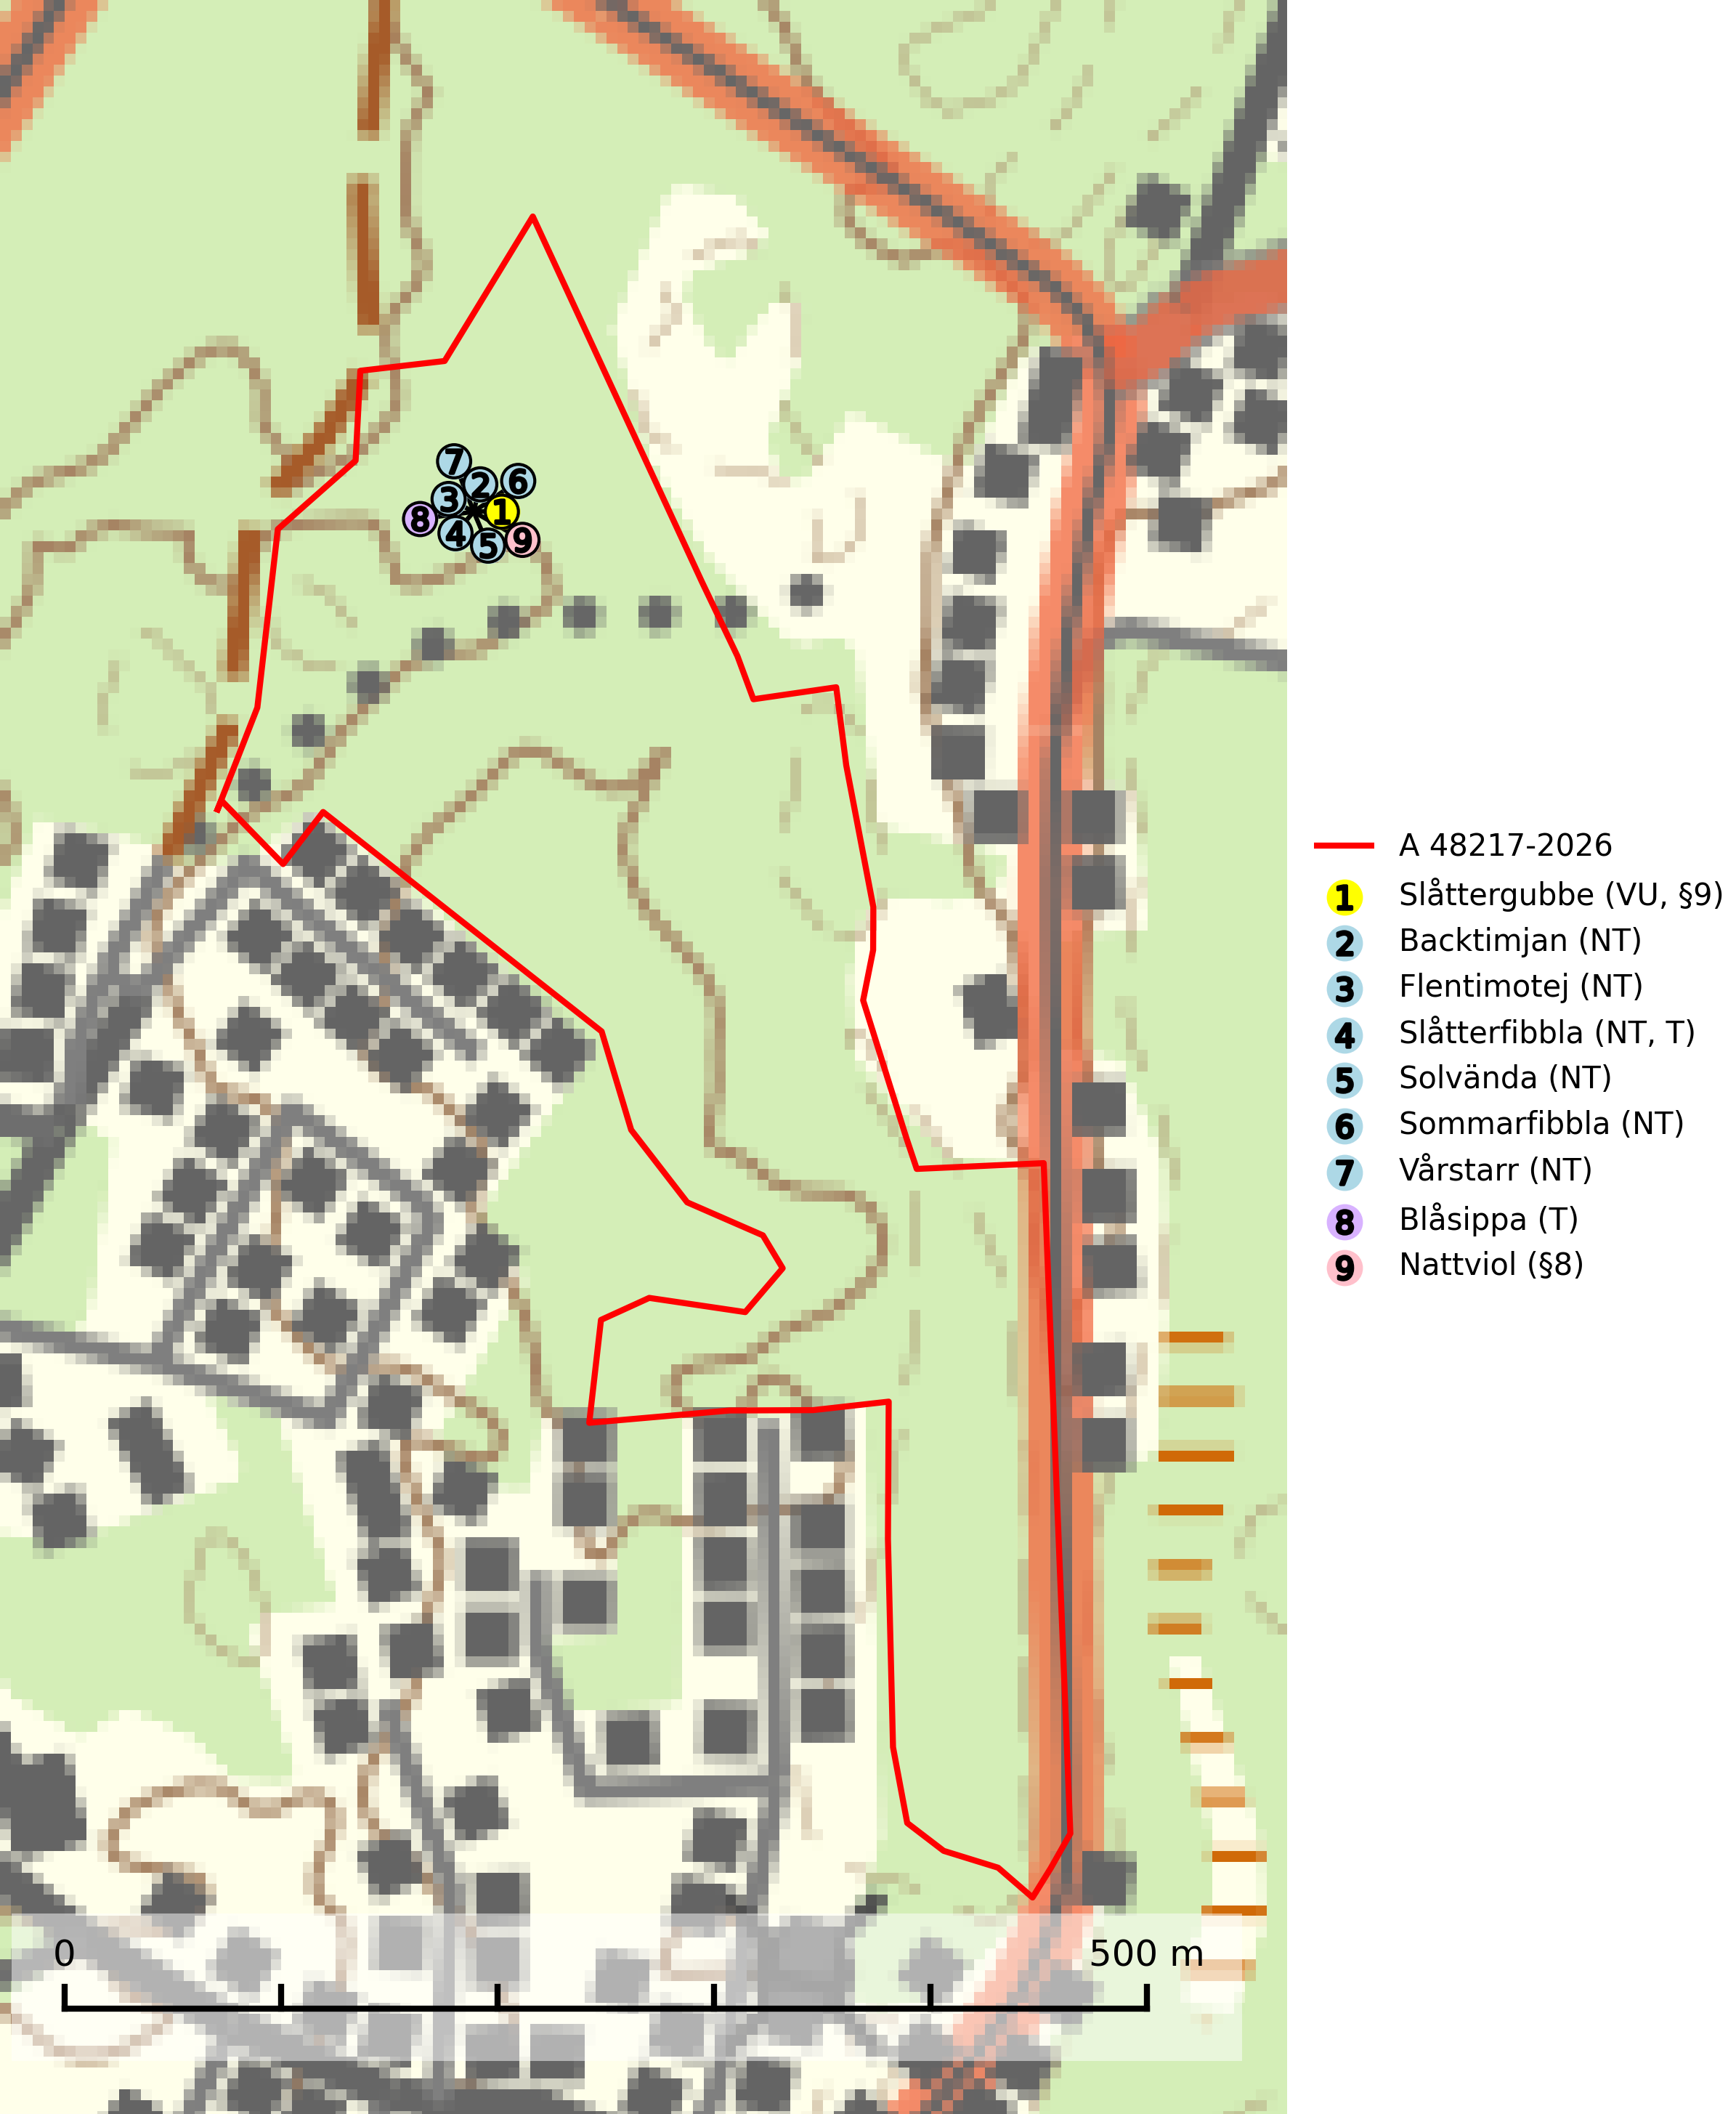 7
2
6
3
1
8
4
5
9
A 48217-2026
1 Slåttergubbe (VU, §9)
2 Backtimjan (NT)
3 Flentimotej (NT)
4 Slåtterfibbla (NT, T)
5 Solvända (NT)
6 Sommarfibbla (NT)
7 Vårstarr (NT)
8 Blåsippa (T)
9 Nattviol (§8)
0 500 m